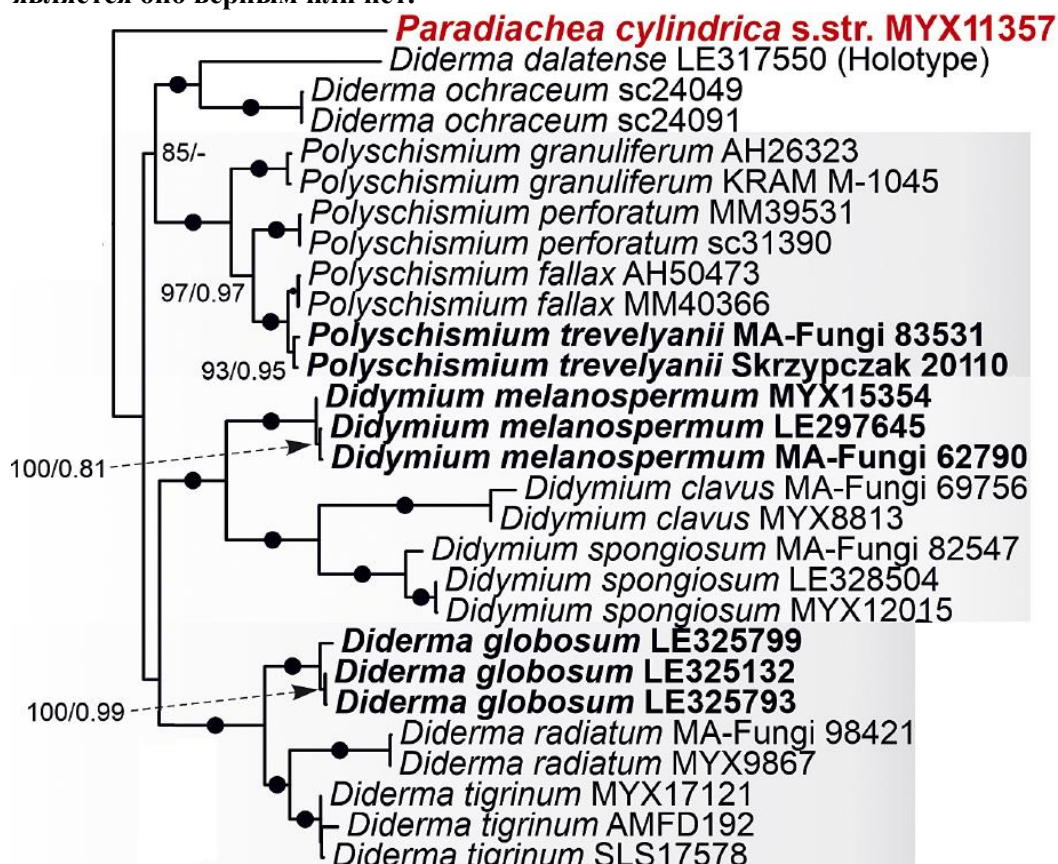 является оно верным или нет.
Paradiachea cylindrica s.str. MYX11357
Diderma dalatense LE317550 (Holotype)
Diderma ochraceum sc24049
Diderma ochraceum sc24091
85/-
Polyschismium granuliferum AH26323
Polyschismium granuliferum KRAM M-1045
Polyschismium perforatum MM39531
Polyschismium perforatum sc31390
Polyschismium fallax AH50473
97/0.97
Polyschismium fallax MM40366
Polyschismium trevelyanii MA-Fungi 83531
93/0.95
Polyschismium trevelyanii Skrzypczak 20110
Didymium melanospermum MYX15354
Didymium melanospermum LE297645
100/0.81
Didymium melanospermum MA-Fungi 62790
Didymium clavus MA-Fungi 69756
Didymium clavus MYX8813
Didymium spongiosum MA-Fungi 82547
Didymium spongiosum LE328504
Didymium spongiosum MYX12015
Diderma globosum LE325799
Diderma globosum LE325132
Diderma globosum LE325793
100/0.99
Diderma radiatum MA-Fungi 98421
Diderma radiatum MYX9867
Diderma tigrinum MYX17121
Diderma tigrinum AMFD192
Diderma tigrinum SLS17578